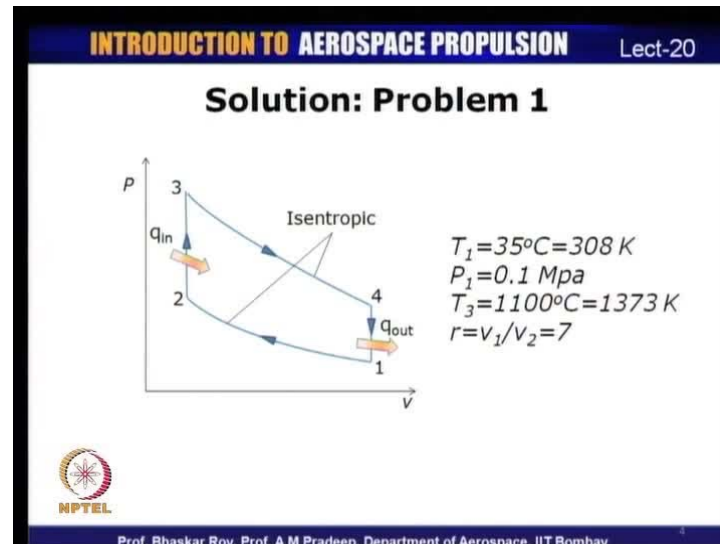 INTRODUCTION TO AEROSPACE PROPULSION Lect-20
Solution: Problem 1
P
3
Isentropic
qin
T₁=35°C=308 K
P₁=0.1 Mpa
T₃=1100°C=1373 K
r=v₁/v₂=7
2
4
qout
1
v
NPTEL
Prof. Bhaskar Roy, Prof. A M Pradeep, Department of Aerospace, IIT Bombay
4